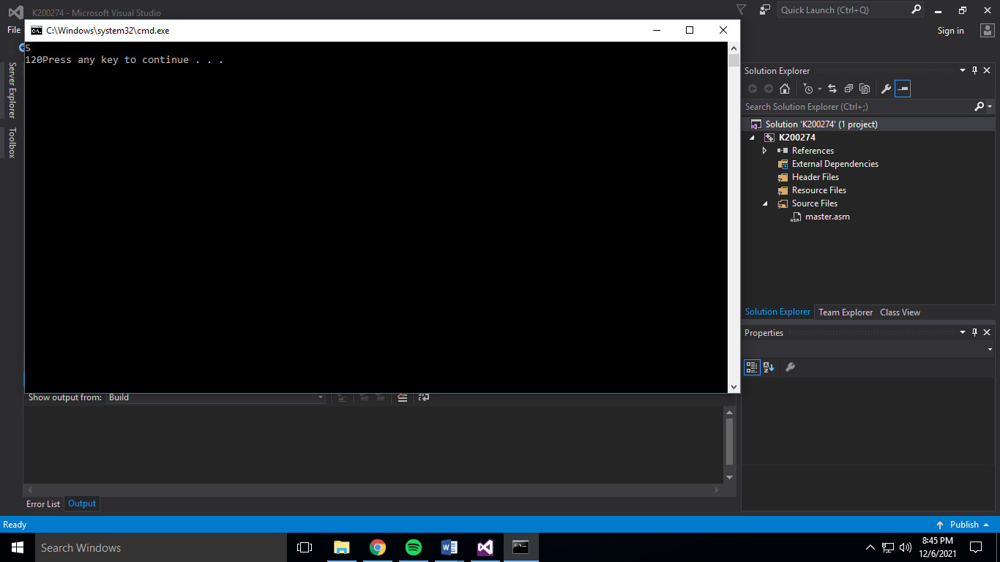 K200274 - Microsoft Visual Studio
Quick Launch (Ctrl+Q)
File
Sign in
C:\Windows\system32\cmd.exe
5
120Press any key to continue . . .
Server Explorer
Toolbox
Solution Explorer
Search Solution Explorer (Ctrl+;)
Solution 'K200274' (1 project)
K200274
References
External Dependencies
Header Files
Resource Files
Source Files
ASM master.asm
Solution Explorer Team Explorer Class View
Properties
Show output from: Build
Error List Output
Ready
Publish
Search Windows
8:45 PM
12/6/2021